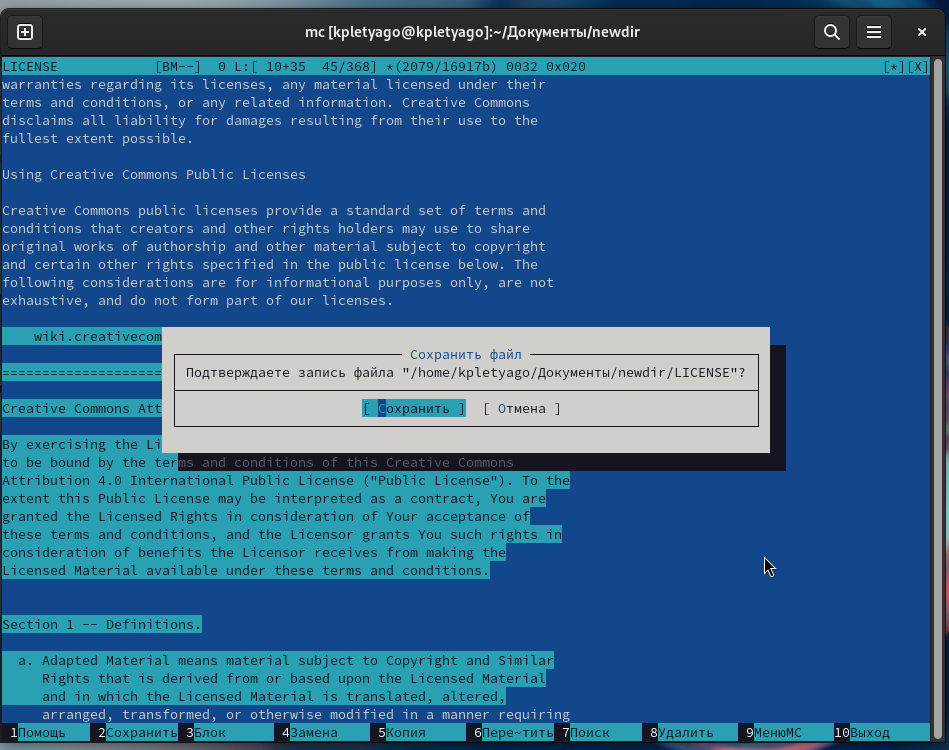 mc [kpletyago@kpletyago]:~/Документы/newdir
LICENSE [BM--] 0 L:[ 10+35 45/368] *(2079/16917b) 0032 0x020 [*][X]
warranties regarding its licenses, any material licensed under their
terms and conditions, or any related information. Creative Commons
disclaims all liability for damages resulting from their use to the
fullest extent possible.
Using Creative Commons Public Licenses
Creative Commons public licenses provide a standard set of terms and
conditions that creators and other rights holders may use to share
original works of authorship and other material subject to copyright
and certain other rights specified in the public license below. The
following considerations are for informational purposes only, are not
exhaustive, and do not form part of our licenses.
wiki.creativecom
Сохранить файл
====================
Подтверждаете запись файла "/home/kpletyago/Документы/newdir/LICENSE"?
Creative Commons Att
[ Сохранить ] [ Отмена ]
By exercising the Li
to be bound by the terms and conditions of this Creative Commons
Attribution 4.0 International Public License ("Public License"). To the
extent this Public License may be interpreted as a contract, You are
granted the Licensed Rights in consideration of Your acceptance of
these terms and conditions, and the Licensor grants You such rights in
consideration of benefits the Licensor receives from making the
Licensed Material available under these terms and conditions.
Section 1 -- Definitions.
a. Adapted Material means material subject to Copyright and Similar
Rights that is derived from or based upon the Licensed Material
and in which the Licensed Material is translated, altered,
arranged, transformed, or otherwise modified in a manner requiring
1Помощь 2Сохранить 3Блок 4Замена 5Копия 6Пере~тить 7Поиск 8Удалить 9МенюMC 10Выход